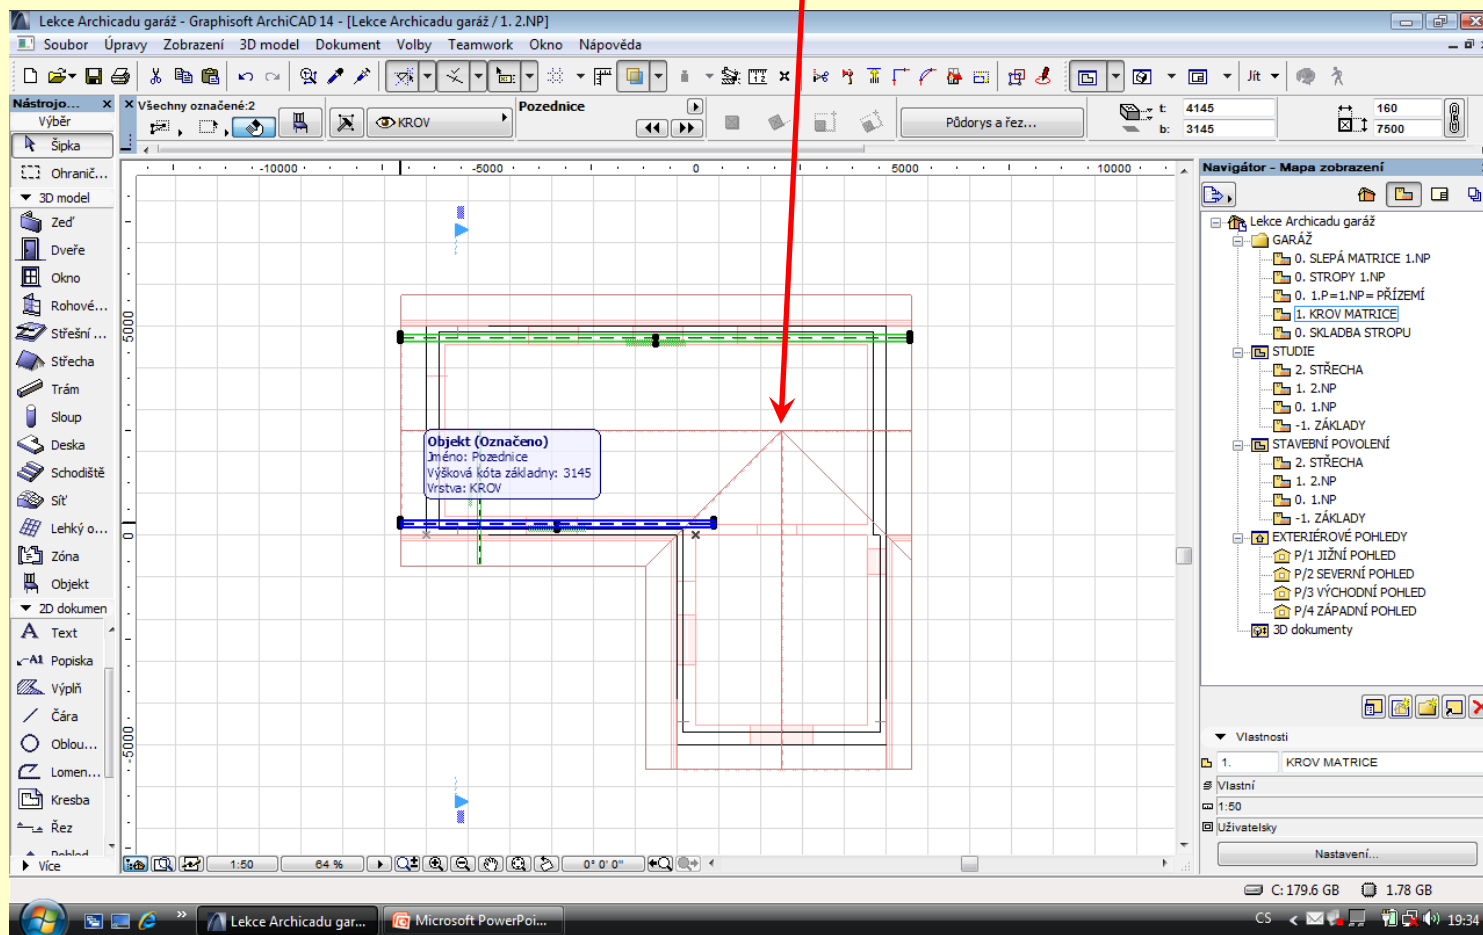 Lekce Archicadu garáž - Graphisoft ArchiCAD 14 - [Lekce Archicadu garáž / 1. 2.NP]
Soubor Úpravy Zobrazení 3D model Dokument Volby Teamwork Okno Nápověda
Jít
Nástrojo...
Výběr
Šipka
Ohranič...
3D model
Zeď
Dveře
Okno
Rohové...
Střešní ...
Střecha
Trám
Sloup
Deska
Schodiště
Síť
Lehký o...
Zóna
Objekt
2D dokumen
Text
A1 Popiska
Výplň
Čára
Oblou...
Lomen...
Kresba
Řez
Pohled
Více
Všechny označené:2
KROV
Pozednice
Půdorys a řez...
t: 4145
b: 3145
160
7500
-10000 -5000 0 5000 10000
5000
0
-5000
Objekt (Označeno)
Jméno: Pozednice
Výšková kóta základny: 3145
Vrstva: KROV
1:50
64 %
0° 0' 0"
Navigátor - Mapa zobrazení
Lekce Archicadu garáž
GARÁŽ
0. SLEPÁ MATRICE 1.NP
0. STROPY 1.NP
0. 1.P=1.NP= PŘÍZEMÍ
1. KROV MATRICE
0. SKLADBA STROPU
STUDIE
2. STŘECHA
1. 2.NP
0. 1.NP
-1. ZÁKLADY
STAVEBNÍ POVOLENÍ
2. STŘECHA
1. 2.NP
0. 1.NP
-1. ZÁKLADY
EXTERIÉROVÉ POHLEDY
P/1 JIŽNÍ POHLED
P/2 SEVERNÍ POHLED
P/3 VÝCHODNÍ POHLED
P/4 ZÁPADNÍ POHLED
3D dokumenty
Vlastnosti
1. KROV MATRICE
Vlastní
1:50
Uživatelsky
Nastavení...
C: 179.6 GB 1.78 GB
Lekce Archicadu gar...
Microsoft PowerPoi...
CS
19:34